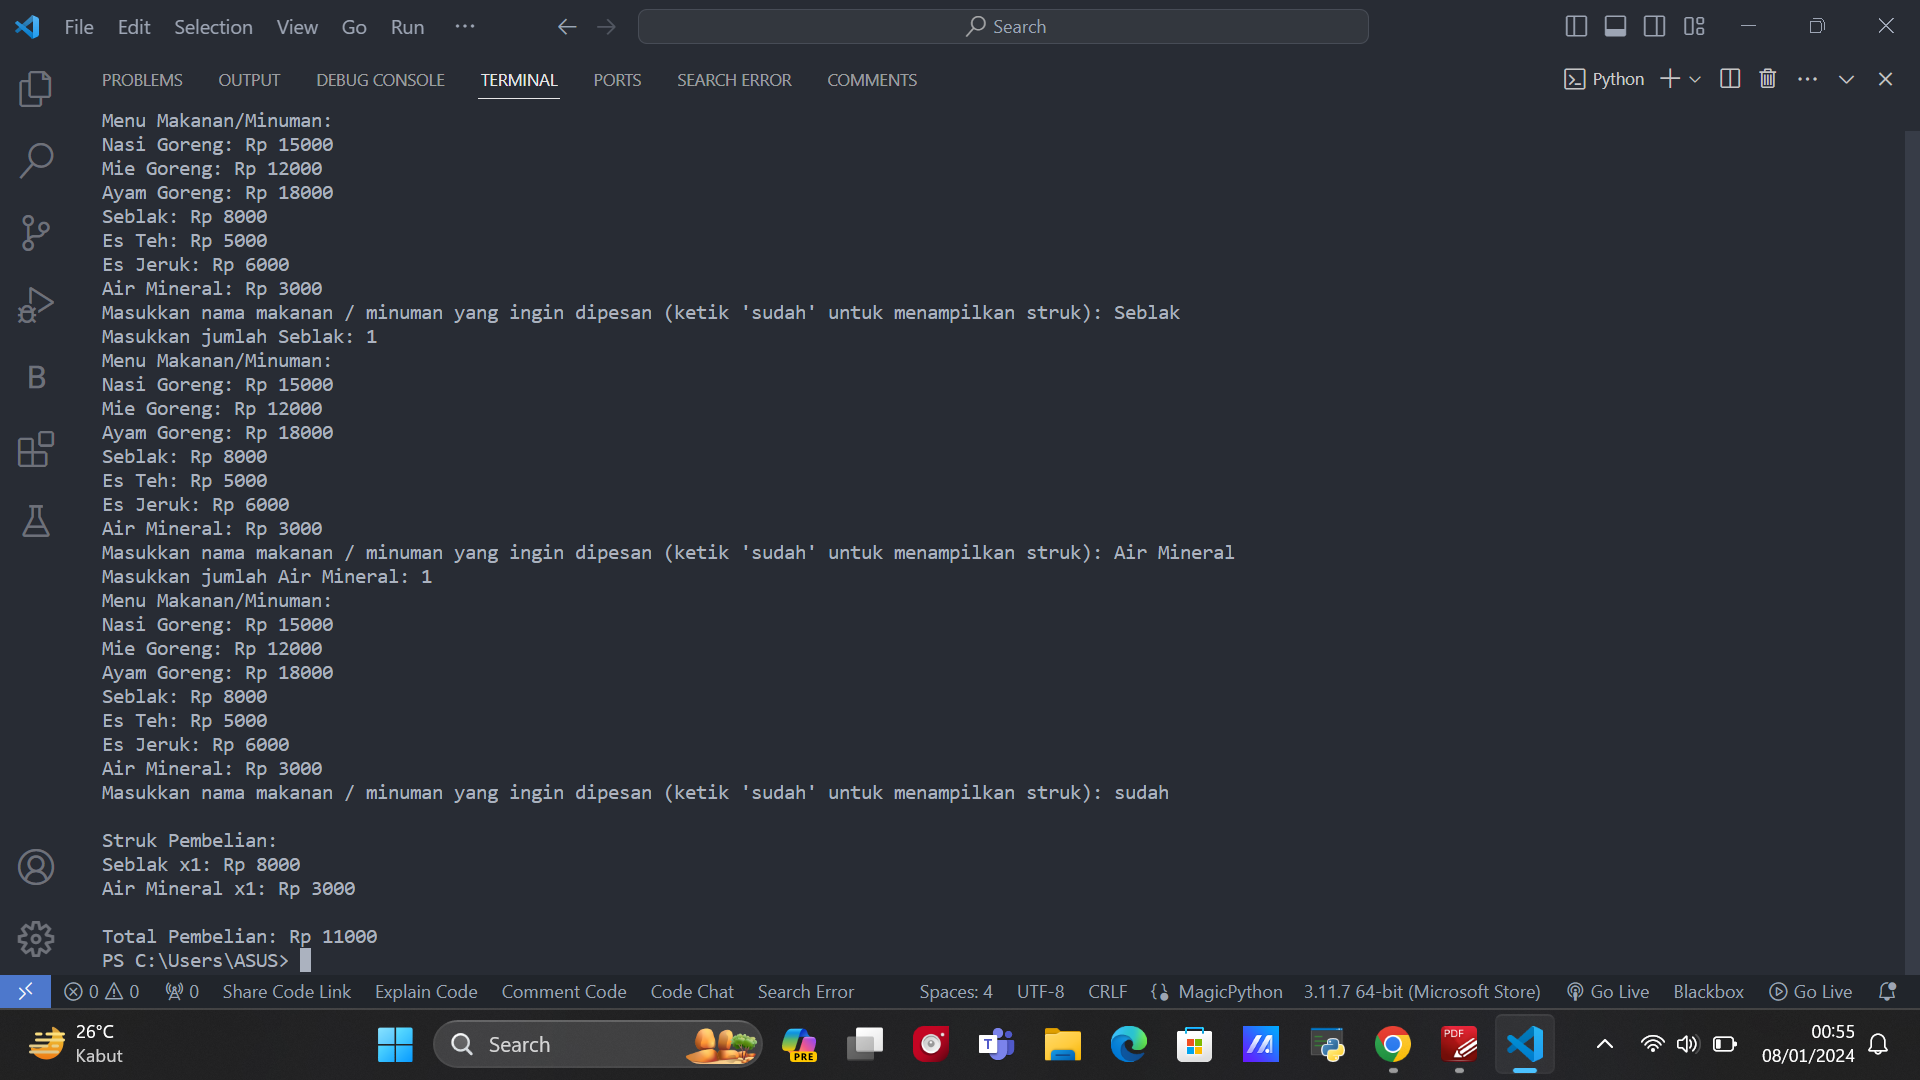 File Edit Selection View Go Run ··· Search
PROBLEMS OUTPUT DEBUG CONSOLE TERMINAL PORTS SEARCH ERROR COMMENTS Python
Menu Makanan/Minuman:
Nasi Goreng: Rp 15000
Mie Goreng: Rp 12000
Ayam Goreng: Rp 18000
Seblak: Rp 8000
Es Teh: Rp 5000
Es Jeruk: Rp 6000
Air Mineral: Rp 3000
Masukkan nama makanan / minuman yang ingin dipesan (ketik 'sudah' untuk menampilkan struk): Seblak
Masukkan jumlah Seblak: 1
Menu Makanan/Minuman:
Nasi Goreng: Rp 15000
Mie Goreng: Rp 12000
Ayam Goreng: Rp 18000
Seblak: Rp 8000
Es Teh: Rp 5000
Es Jeruk: Rp 6000
Air Mineral: Rp 3000
Masukkan nama makanan / minuman yang ingin dipesan (ketik 'sudah' untuk menampilkan struk): Air Mineral
Masukkan jumlah Air Mineral: 1
Menu Makanan/Minuman:
Nasi Goreng: Rp 15000
Mie Goreng: Rp 12000
Ayam Goreng: Rp 18000
Seblak: Rp 8000
Es Teh: Rp 5000
Es Jeruk: Rp 6000
Air Mineral: Rp 3000
Masukkan nama makanan / minuman yang ingin dipesan (ketik 'sudah' untuk menampilkan struk): sudah
Struk Pembelian:
Seblak x1: Rp 8000
Air Mineral x1: Rp 3000
Total Pembelian: Rp 11000
PS C:\Users\ASUS>
B
0 0 0 Share Code Link Explain Code Comment Code Code Chat Search Error Spaces: 4 UTF-8 CRLF MagicPython 3.11.7 64-bit (Microsoft Store) Go Live Blackbox Go Live
26°C
Kabut
Search
PRE
T
PDF
00:55
08/01/2024